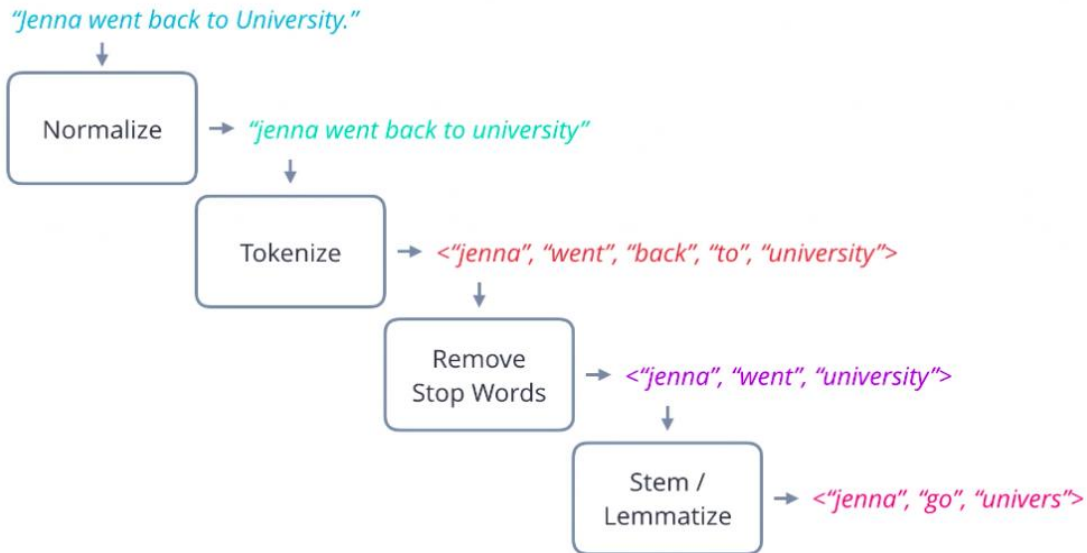 “Jenna went back to University.”
Normalize
“jenna went back to university”
Tokenize
<“jenna”, “went”, “back”, “to”, “university”>
Remove
Stop Words
<“jenna”, “went”, “university”>
Stem /
Lemmatize
<“jenna”, “go”, “univers”>